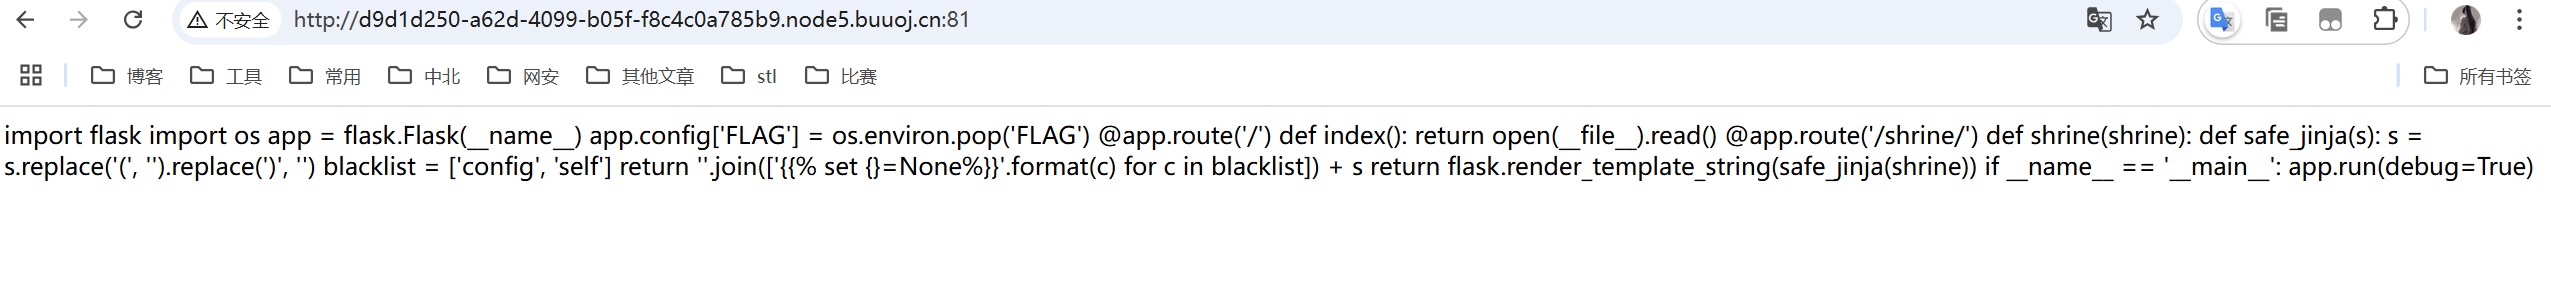 不安全 http://d9d1d250-a62d-4099-b05f-f8c4c0a785b9.node5.buuoj.cn:81
博客 工具 常用 中北 网安 其他文章 stl 比赛 所有书签
import flask import os app = flask.Flask(__name__) app.config['FLAG'] = os.environ.pop('FLAG') @app.route('/') def index(): return open(__file__).read() @app.route('/shrine/') def shrine(shrine): def safe_jinja(s): s =
s.replace('(', '').replace(')', '') blacklist = ['config', 'self'] return ''.join(['{{% set {}=None%}}'.format(c) for c in blacklist]) + s return flask.render_template_string(safe_jinja(shrine)) if __name__ == '__main__': app.run(debug=True)